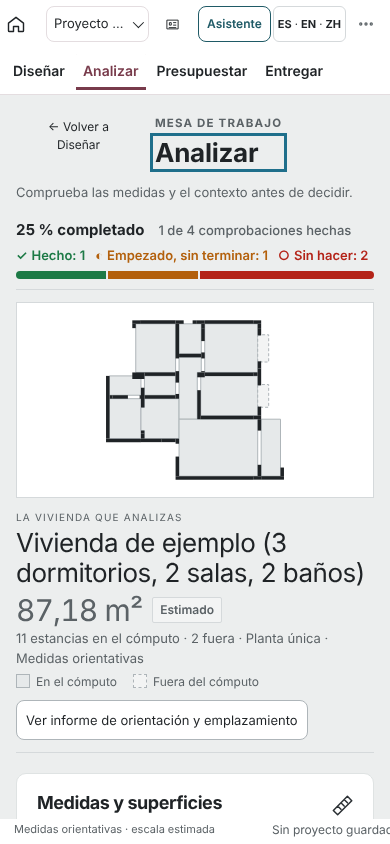 Proyecto ...
Asistente
ES · EN · ZH
Diseñar Analizar Presupuestar Entregar
← Volver a
Diseñar
MESA DE TRABAJO
Analizar
Comprueba las medidas y el contexto antes de decidir.
25 % completado 1 de 4 comprobaciones hechas
✓ Hecho: 1 Empezado, sin terminar: 1 Sin hacer: 2
LA VIVIENDA QUE ANALIZAS
Vivienda de ejemplo (3
dormitorios, 2 salas, 2 baños)
87,18 m² Estimado
11 estancias en el cómputo · 2 fuera · Planta única ·
Medidas orientativas
En el cómputo Fuera del cómputo
Ver informe de orientación y emplazamiento
Medidas y superficies
Medidas orientativas · escala estimada Sin proyecto guardad